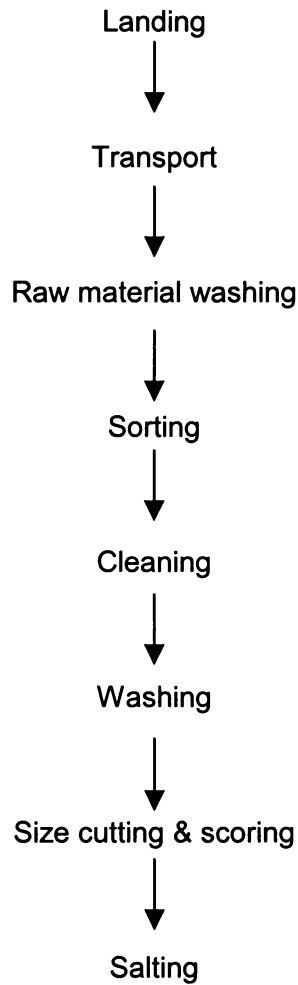 Landing
Transport
Raw material washing
Sorting
Cleaning
Washing
Size cutting & scoring
Salting